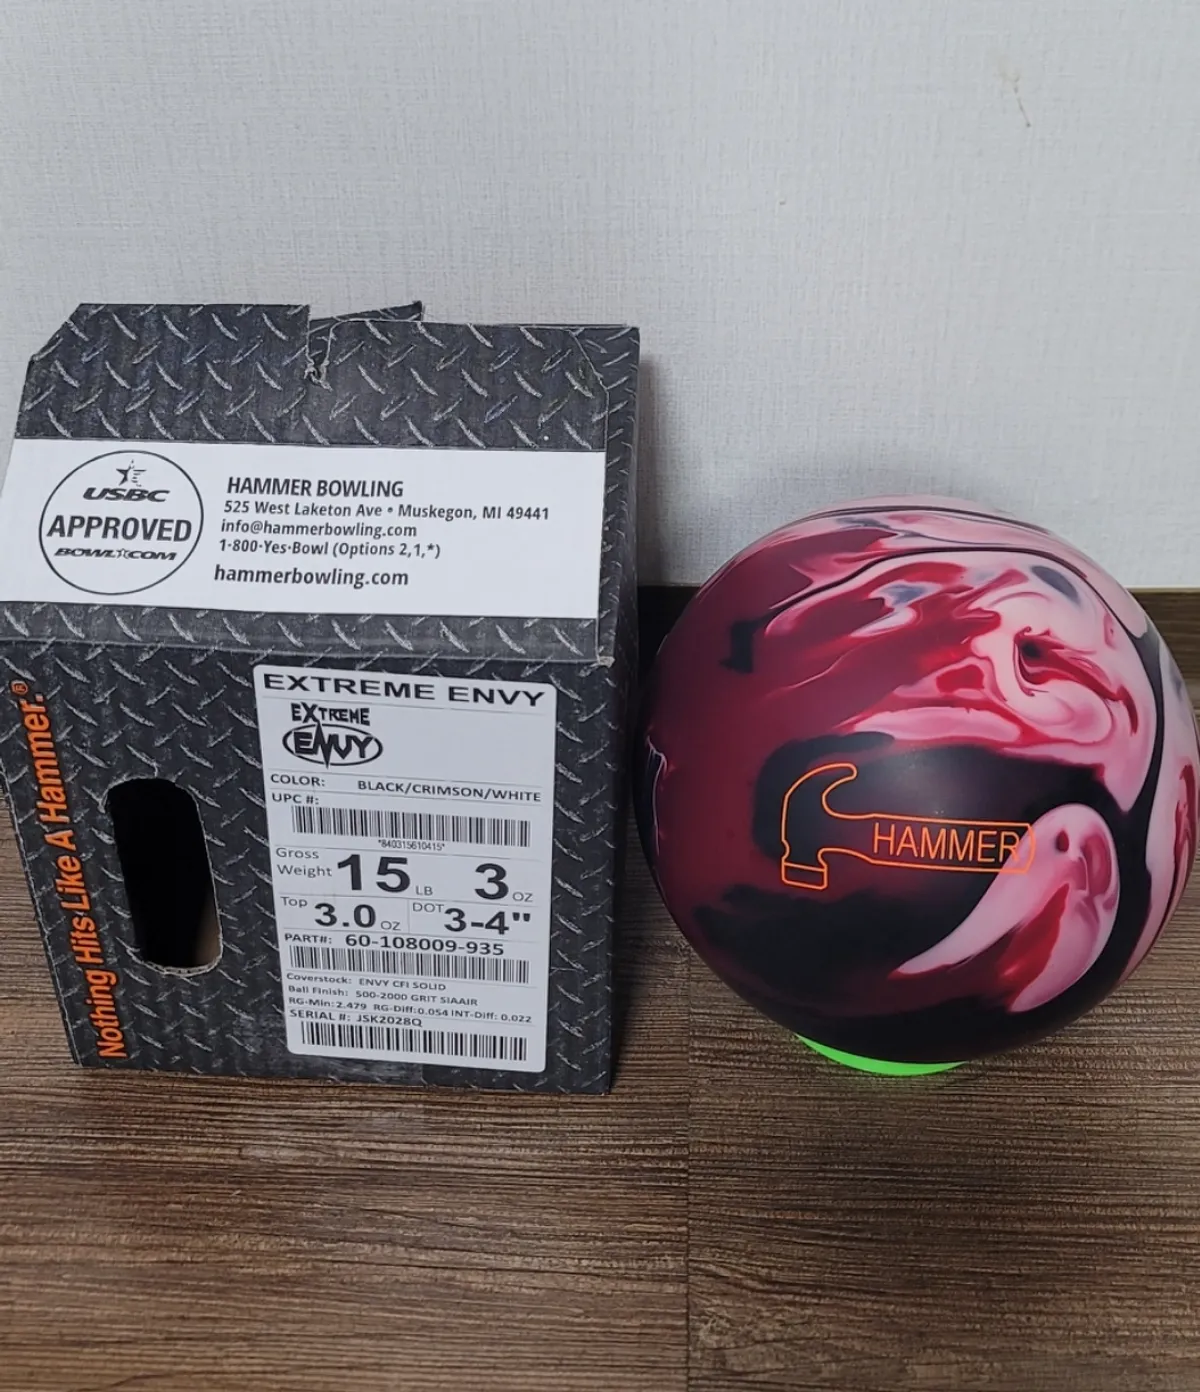 USBC
APPROVED
BOWL★COM
HAMMER BOWLING
525 West Laketon Ave • Muskegon, MI 49441
info@hammerbowling.com
1-800-Yes-Bowl (Options 2,1,*)
hammerbowling.com
Nothing Hits Like A Hammer.®
EXTREME ENVY
EXTREME
ENVY
COLOR: BLACK/CRIMSON/WHITE
UPC #:
*840315610415*
Gross Weight 15 LB 3 OZ
Top 3.0 OZ DOT 3-4"
PART#: 60-108009-935
Coverstock: ENVY CFI SOLID
Ball Finish: 500-2000 GRIT SIAAIR
RG-Min: 2.479 RG-Diff: 0.054 INT-Diff: 0.022
SERIAL #: JSK2028Q
HAMMER